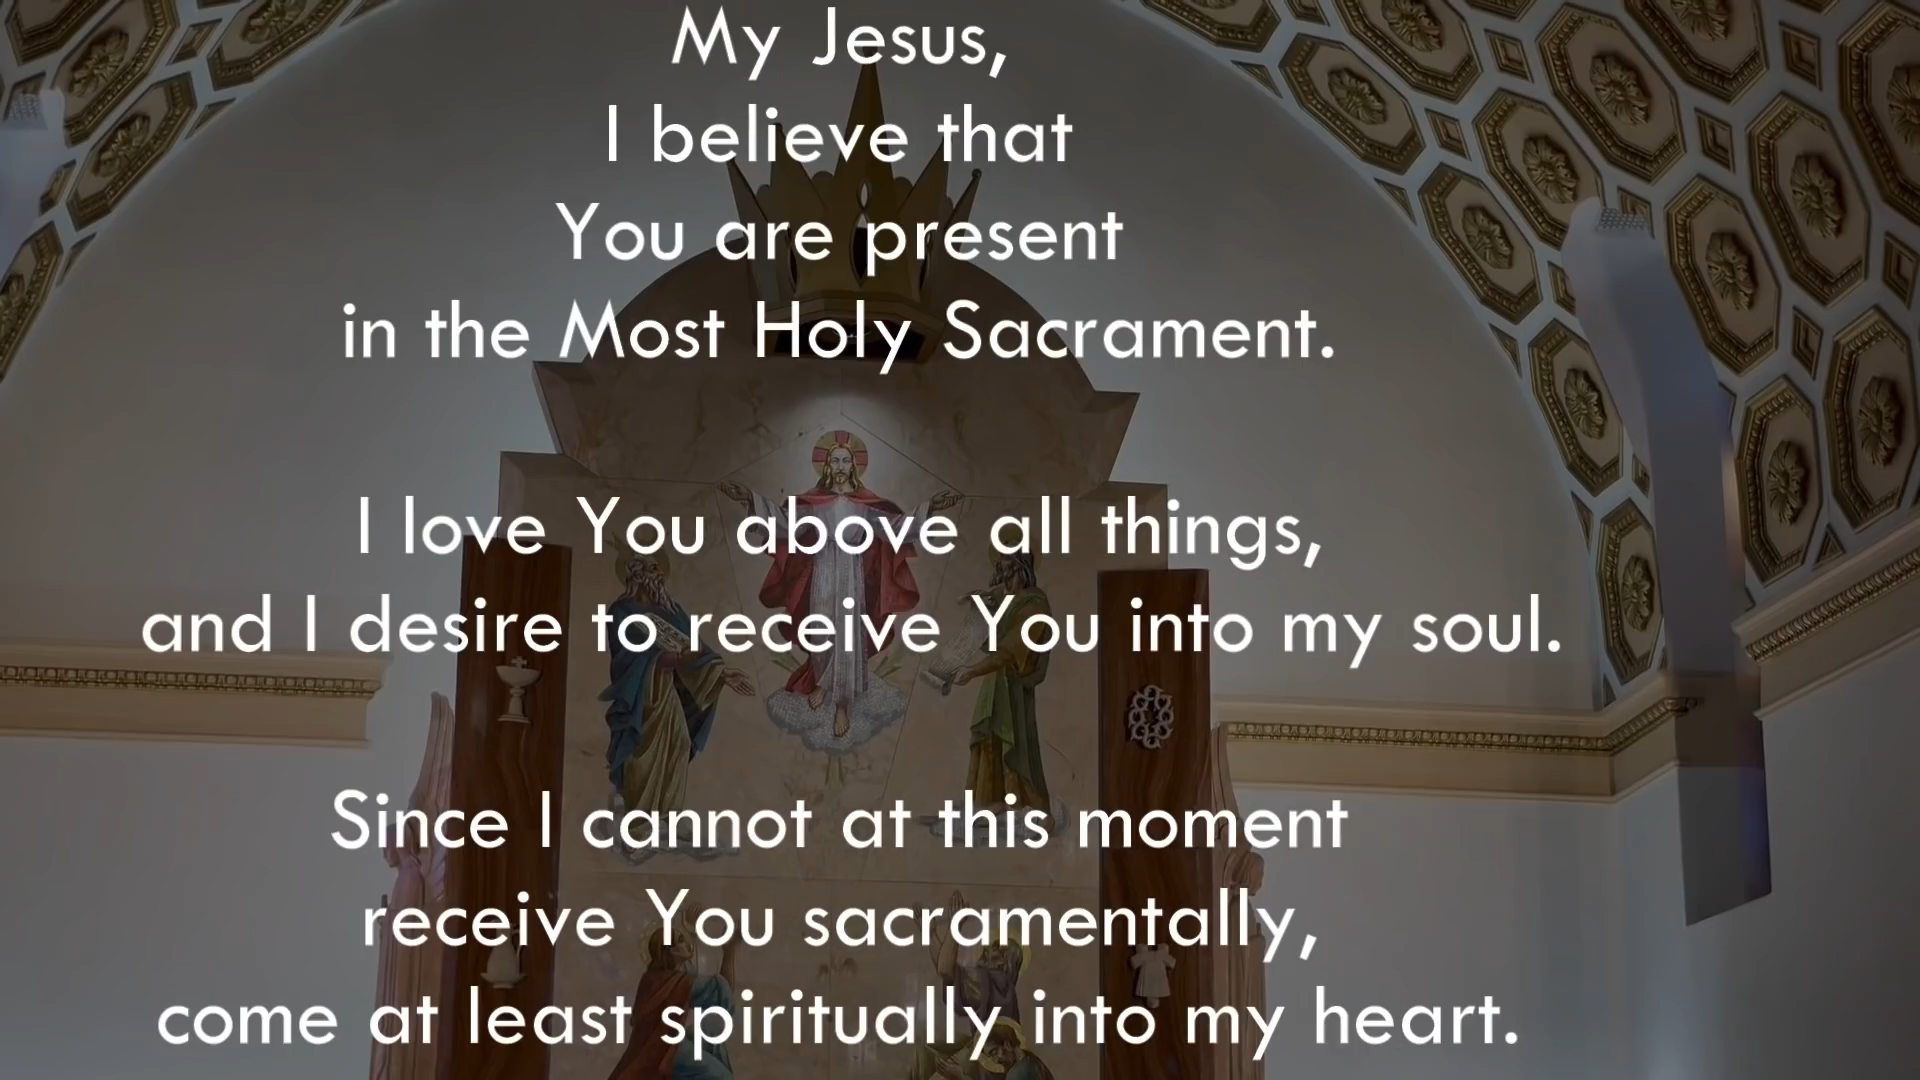 My Jesus,
I believe that
You are present
in the Most Holy Sacrament.
I love You above all things,
and I desire to receive You into my soul.
Since I cannot at this moment
receive You sacramentally,
come at least spiritually into my heart.